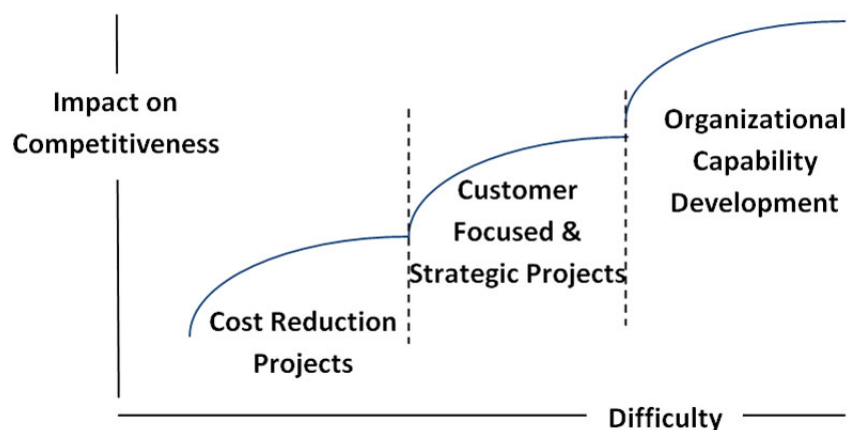 Impact on
Competitiveness
Organizational
Capability
Development
Customer
Focused &
Strategic Projects
Cost Reduction
Projects
Difficulty